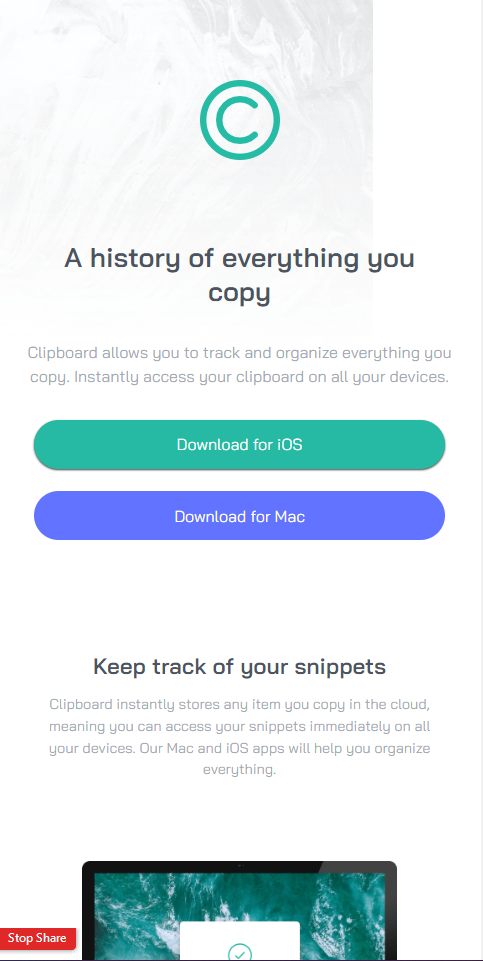 C
A history of everything you
copy
Clipboard allows you to track and organize everything you
copy. Instantly access your clipboard on all your devices.
Download for iOS
Download for Mac
Keep track of your snippets
Clipboard instantly stores any item you copy in the cloud,
meaning you can access your snippets immediately on all
your devices. Our Mac and iOS apps will help you organize
everything.
Stop Share